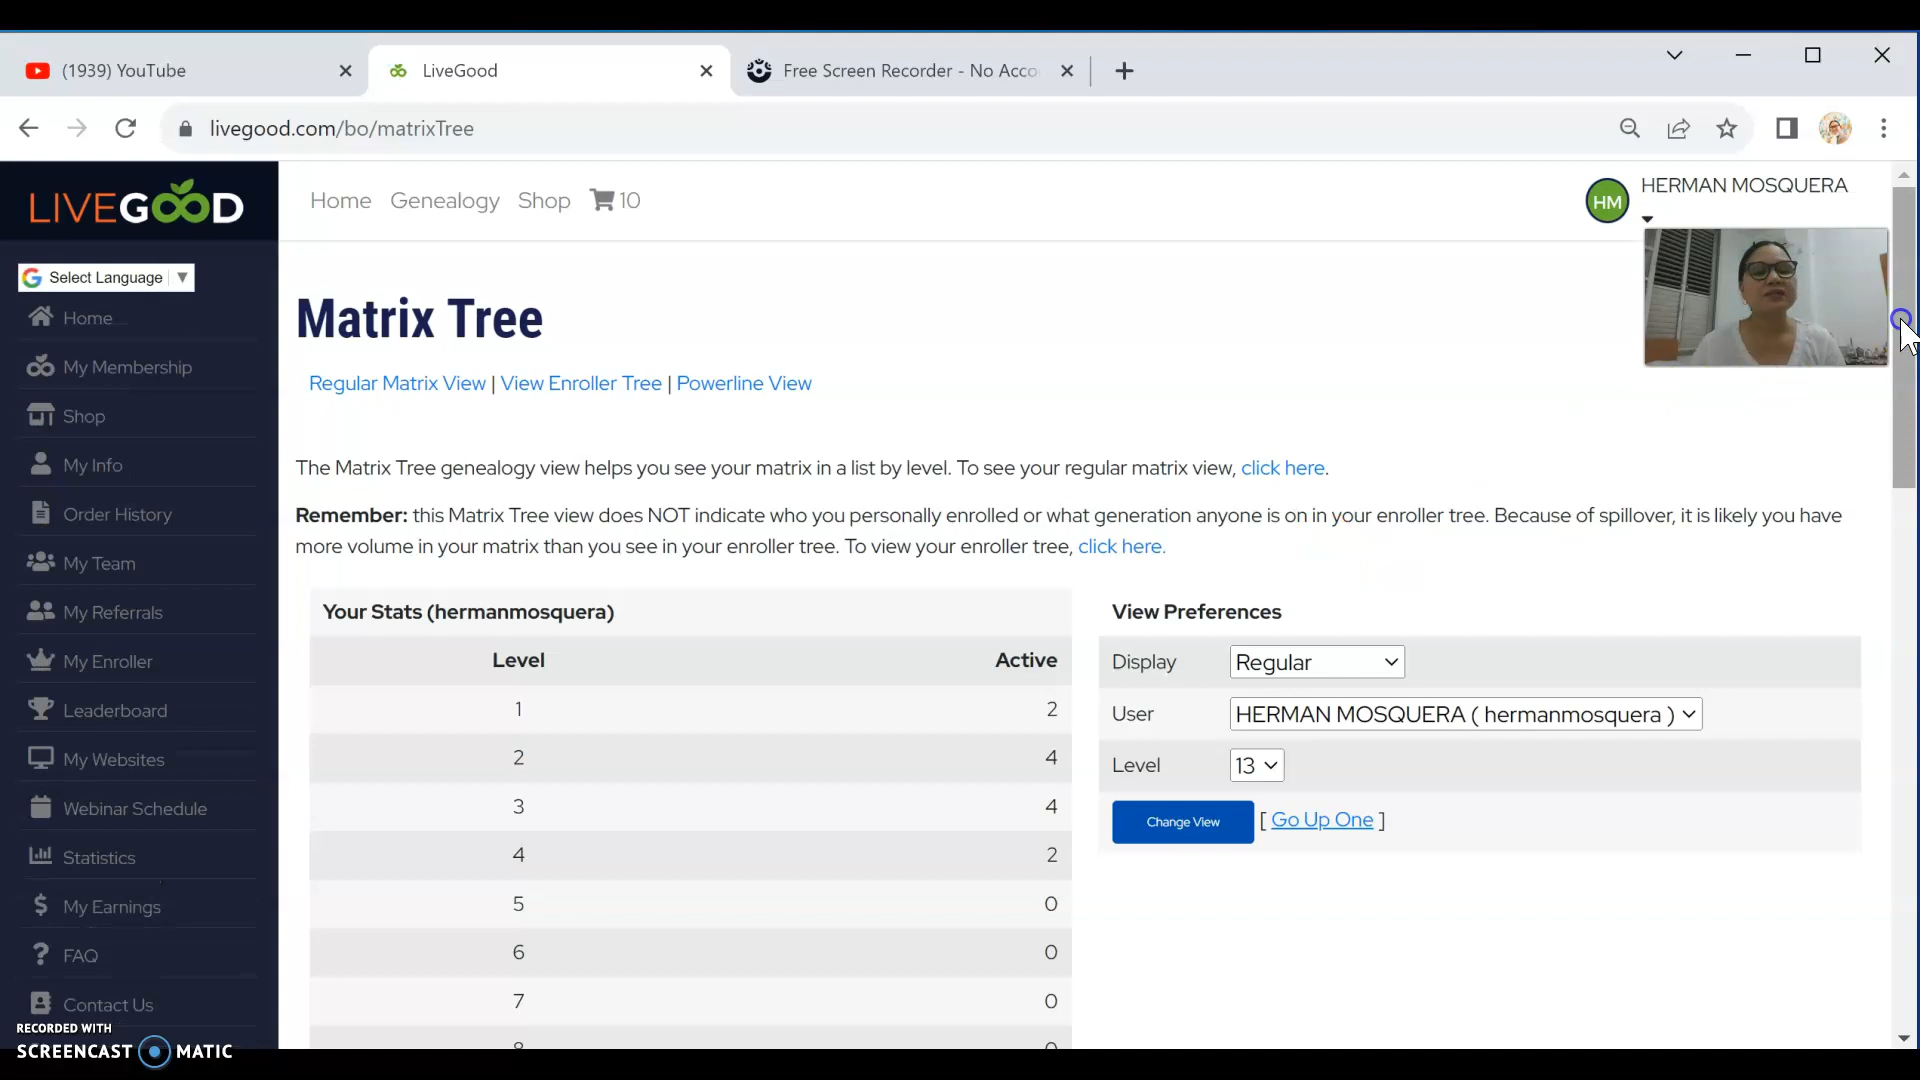 (1939) YouTube
LiveGood
Free Screen Recorder - No Acco
livegood.com/bo/matrixTree
LIVEGOOD
Home Genealogy Shop 10
HM
HERMAN MOSQUERA
Select Language
Home
My Membership
Shop
My Info
Order History
My Team
My Referrals
My Enroller
Leaderboard
My Websites
Webinar Schedule
Statistics
My Earnings
FAQ
Contact Us
RECORDED WITH
SCREENCAST MATIC
Matrix Tree
Regular Matrix View | View Enroller Tree | Powerline View
The Matrix Tree genealogy view helps you see your matrix in a list by level. To see your regular matrix view, click here.
Remember: this Matrix Tree view does NOT indicate who you personally enrolled or what generation anyone is on in your enroller tree. Because of spillover, it is likely you have
more volume in your matrix than you see in your enroller tree. To view your enroller tree, click here.
Your Stats (hermanmosquera)
Level Active
1 2
2 4
3 4
4 2
5 0
6 0
7 0
8 0
View Preferences
Display Regular
User HERMAN MOSQUERA ( hermanmosquera )
Level 13
Change View [ Go Up One ]